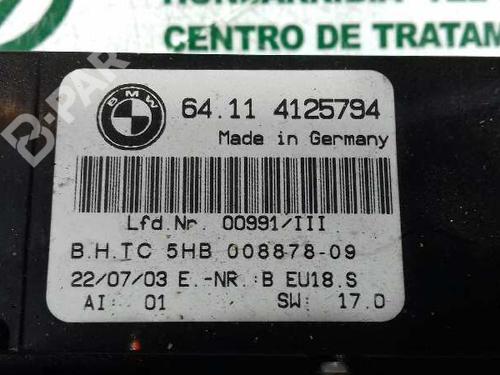 CENTRO DE TRATAM
B-PAR
BMW
64.11 4125794
Made in Germany
Lfd.Nr. 00991/III
B.H.TC 5HB 008878-09
22/07/03 E.-NR. B EU18.S
AI: 01 SW: 17.0